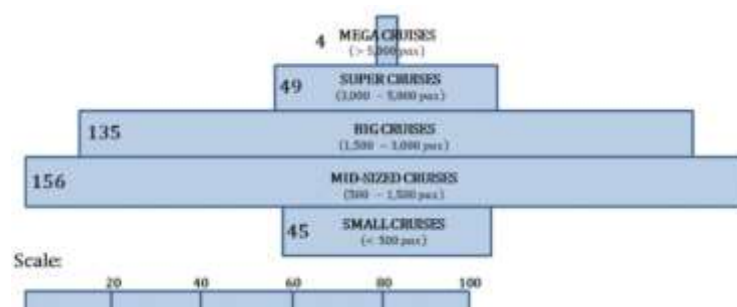 4 MEGA CRUISES
(> 5,000 pax)
49 SUPER CRUISES
(3,000 - 5,000 pax)
135 BIG CRUISES
(1,500 - 3,000 pax)
156 MID-SIZED CRUISES
(500 - 1,500 pax)
45 SMALL CRUISES
(< 500 pax)
Scale:
20 40 60 80 100